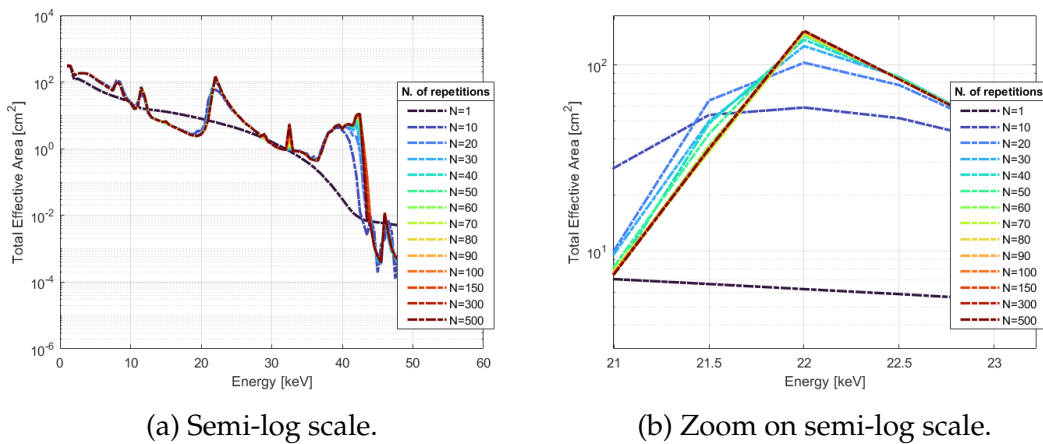 10^4
10^2
10^0
10^-2
10^-4
10^-6
Total Effective Area [cm^2]
0 10 20 30 40 50 60
Energy [keV]
N. of repetitions
N=1
N=10
N=20
N=30
N=40
N=50
N=60
N=70
N=80
N=90
N=100
N=150
N=300
N=500
(a) Semi-log scale.
10^2
10^1
Total Effective Area [cm^2]
21 21.5 22 22.5 23
Energy [keV]
N. of repetitions
N=1
N=10
N=20
N=30
N=40
N=50
N=60
N=70
N=80
N=90
N=100
N=150
N=300
N=500
(b) Zoom on semi-log scale.